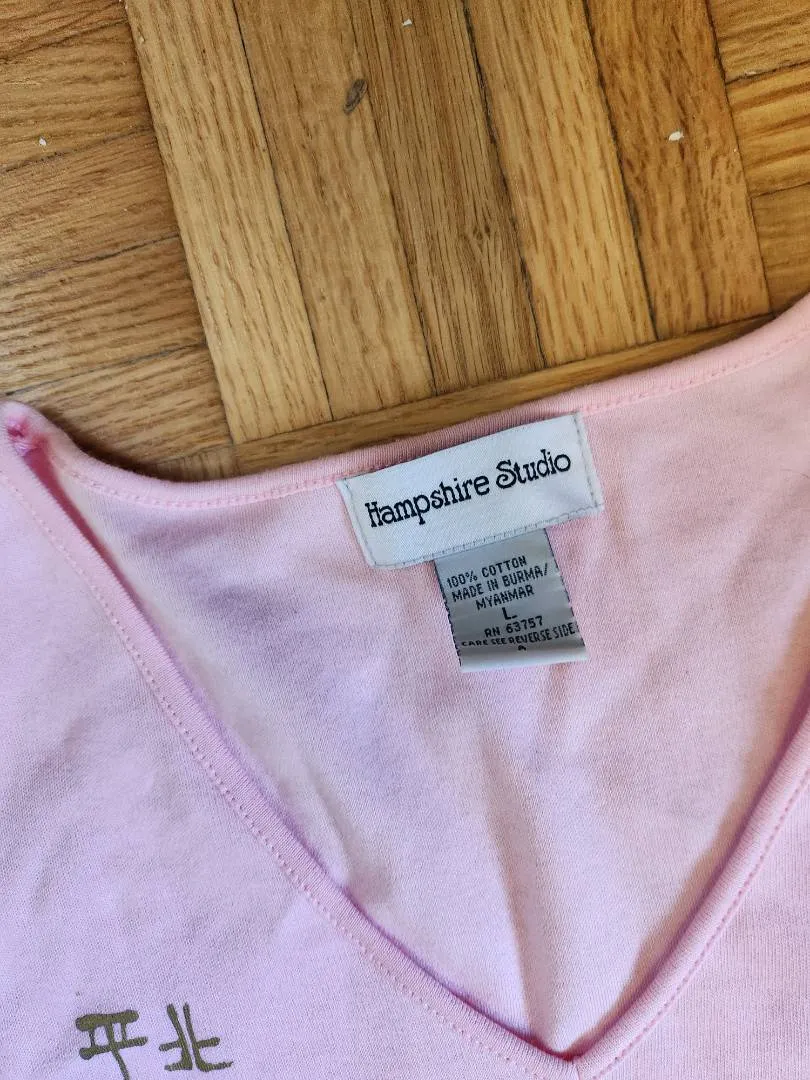 Hampshire Studio
100% COTTON
MADE IN BURMA/
MYANMAR
L.
RN 63757
CARE SEE REVERSE SIDE